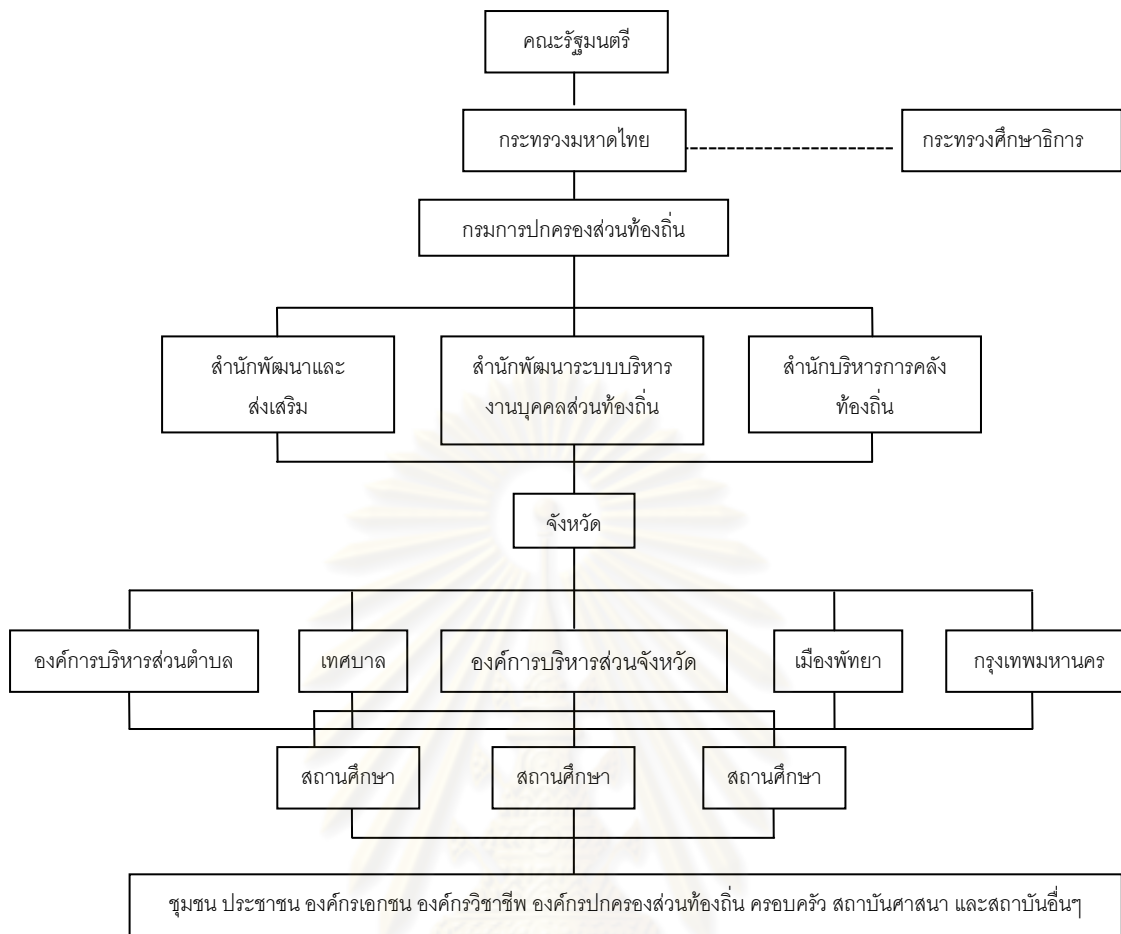 คณะรัฐมนตรี
กระทรวงมหาดไทย
กระทรวงศึกษาธิการ
กรมการปกครองส่วนท้องถิ่น
สำนักพัฒนาและ
ส่งเสริม
สำนักพัฒนาระบบบริหาร
งานบุคคลส่วนท้องถิ่น
สำนักบริหารการคลัง
ท้องถิ่น
จังหวัด
องค์การบริหารส่วนตำบล
เทศบาล
องค์การบริหารส่วนจังหวัด
เมืองพัทยา
กรุงเทพมหานคร
สถานศึกษา
สถานศึกษา
สถานศึกษา
ชุมชน ประชาชน องค์กรเอกชน องค์กรวิชาชีพ องค์กรปกครองส่วนท้องถิ่น ครอบครัว สถาบันศาสนา และสถาบันอื่นๆ